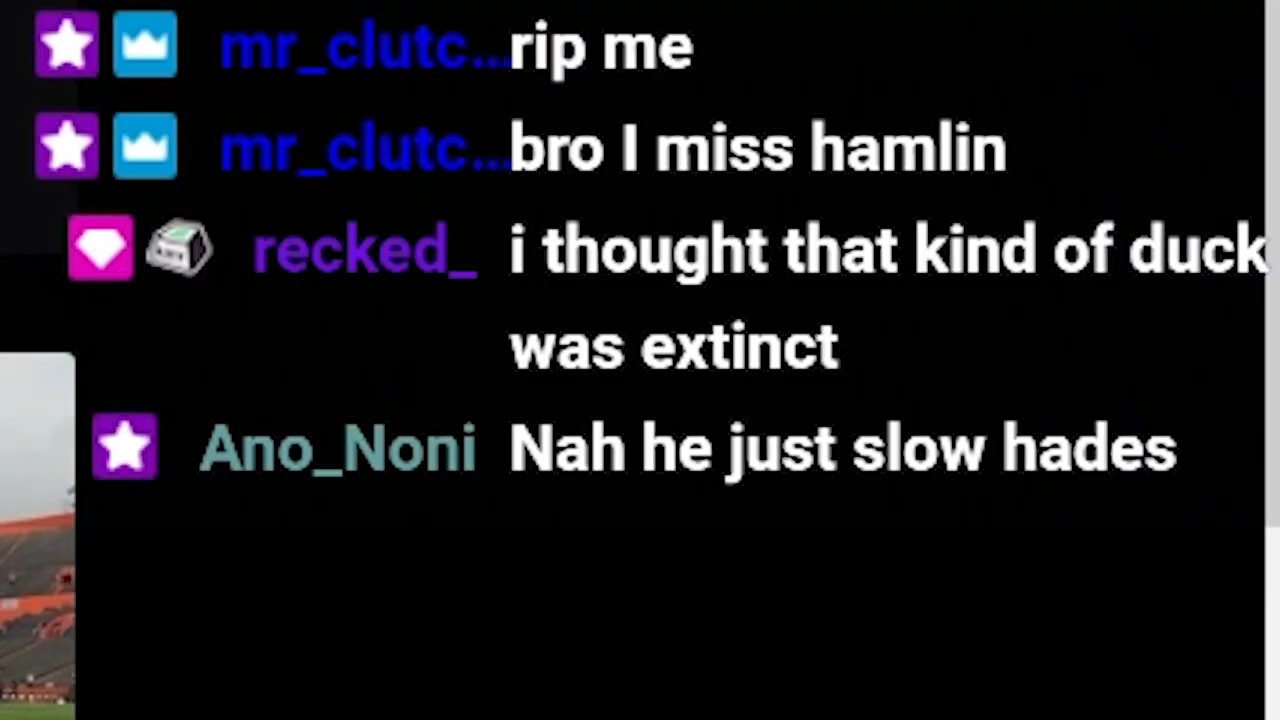 mr_clutc... rip me
mr_clutc... bro I miss hamlin
recked_ i thought that kind of duck
was extinct
Ano_Noni Nah he just slow hades